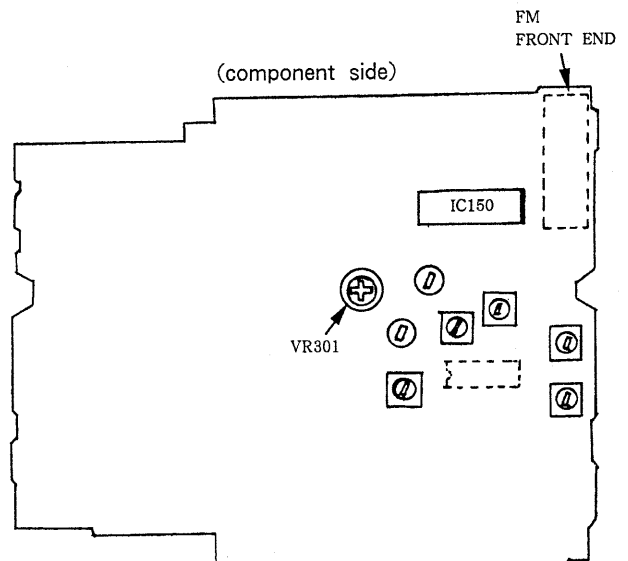 FM
FRONT END
(component side)
IC150
VR301